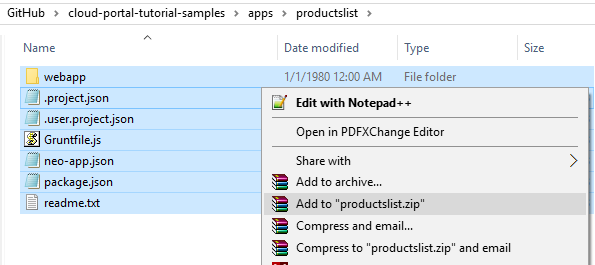 GitHub > cloud-portal-tutorial-samples > apps > productslist
Name Date modified Type Size
webapp 1/1/1980 12:00 AM File folder
.project.json
.user.project.json
Gruntfile.js
neo-app.json
package.json
readme.txt
Edit with Notepad++
Open in PDFXChange Editor
Share with
Add to archive...
Add to "productslist.zip"
Compress and email...
Compress to "productslist.zip" and email